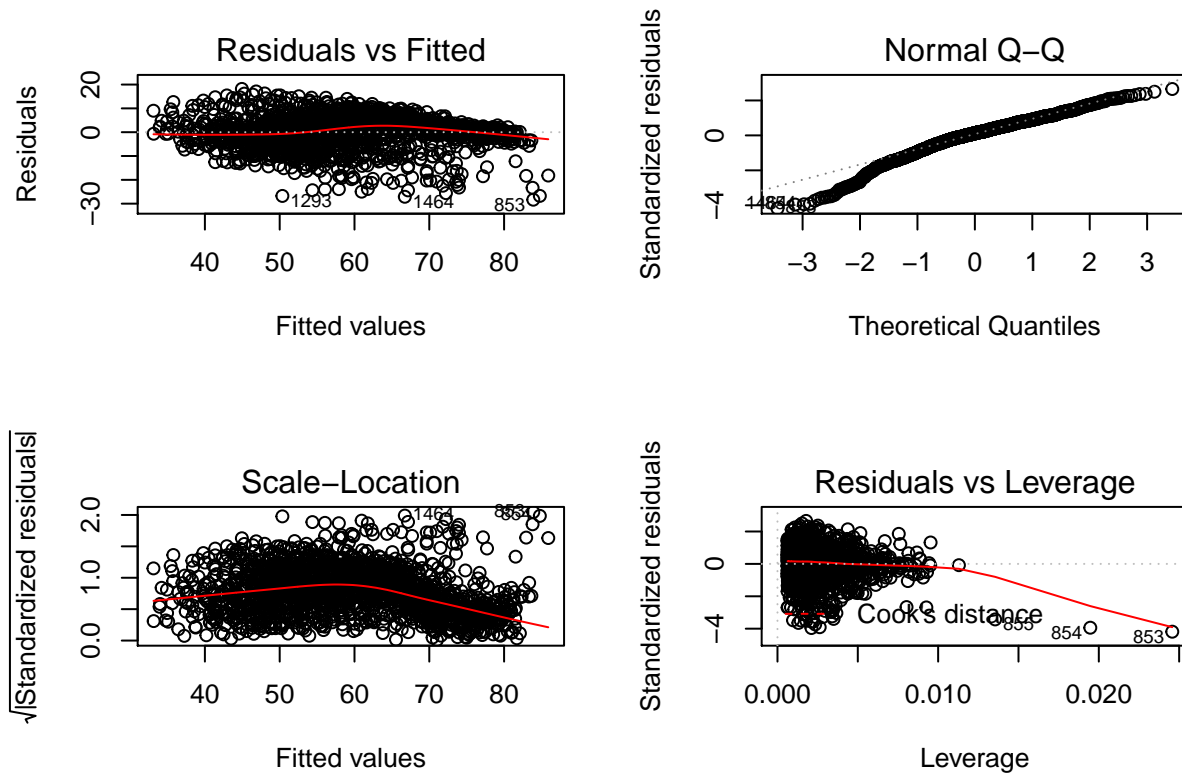 Residuals vs Fitted
Residuals
20
0
−30
1293
1464
853
40 50 60 70 80
Fitted values
Normal Q−Q
Standardized residuals
0
−4
−3 −2 −1 0 1 2 3
Theoretical Quantiles
Scale−Location
√|Standardized residuals|
2.0
1.0
0.0
1464
853
40 50 60 70 80
Fitted values
Residuals vs Leverage
Standardized residuals
0
−4
Cook's distance
855
854
853
0.000 0.010 0.020
Leverage